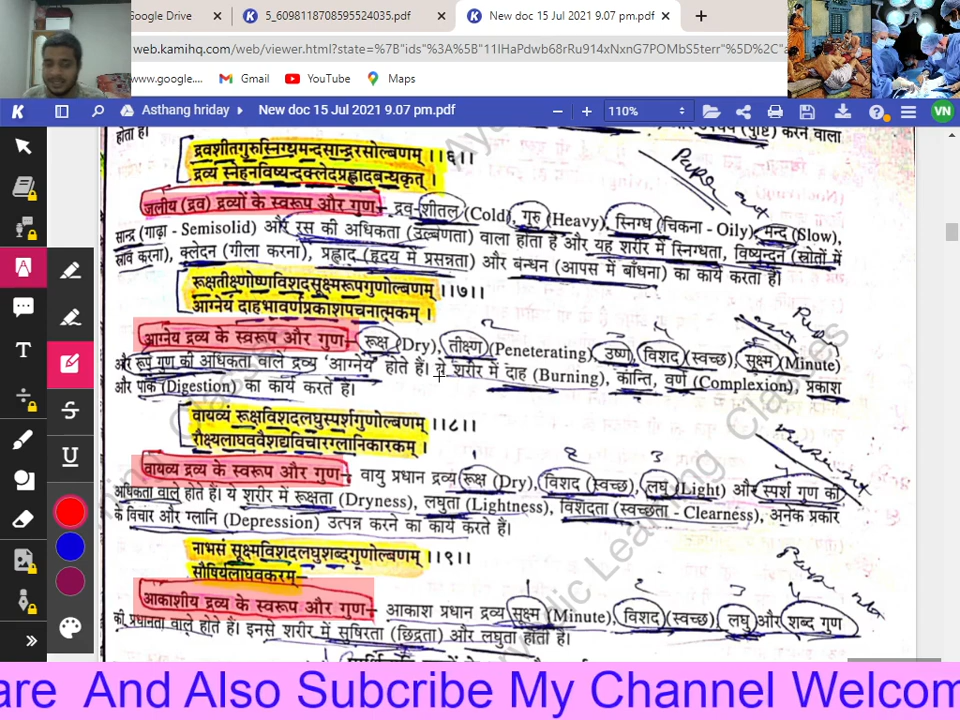 Google Drive
5_6098118708595524035.pdf
New doc 15 Jul 2021 9.07 pm.pdf
web.kamihq.com/web/viewer.html?state=%7B"ids"%3A%5B"11lHaPdwb68rRu914xNxnG7POMbS5terr"%5D%2C"a
www.google....
Gmail
YouTube
Maps
K
Asthang hriday
New doc 15 Jul 2021 9.07 pm.pdf
110%
VN
होता है।
(पुष्टि) करने वाला
द्रवशीतगुरुस्निग्धमन्दसान्द्ररसोल्बणम् ।।६।।
द्रव्यं स्नेहनविष्यन्दक्लेदप्रह्लादबन्धकृत् ।
जलीय (द्रव) द्रव्यों के स्वरूप और गुण- द्रव-शीतल (Cold), गुरु (Heavy), स्निग्ध (चिकना - Oily), मन्द (Slow),
सान्द्र (गाढ़ा - Semisolid) और रस की अधिकता (उल्बणता) वाला होता है और यह शरीर में स्निग्धता, विष्यन्दन (स्रोतों में
स्राव करना), क्लेदन (गीला करना), प्रह्लाद (हृदय में प्रसन्नता) और बन्धन (आपस में बाँधना) का कार्य करता है।
रूक्षतीक्ष्णोष्णविशदसूक्ष्मरूपगुणोल्बणम् ।।७।।
आग्नेयं दाहभावर्णप्रकाशपचनात्मकम् ।
आग्नेय द्रव्य के स्वरूप और गुण- रूक्ष (Dry), तीक्ष्ण (Peneterating), उष्ण, विशद (स्वच्छ), सूक्ष्म (Minute)
और रूप गुण की अधिकता वाले द्रव्य 'आग्नेय' होते हैं। ये शरीर में दाह (Burning), कान्ति, वर्ण (Complexion), प्रकाश
और पाक (Digestion) का कार्य करते हैं।
वायव्यं रूक्षविशदलघुस्पर्शगुणोल्बणम् ।।८।।
रौक्ष्यलाघववैशद्यविचारग्लानिकारकम् ।
वायव्य द्रव्य के स्वरूप और गुण- वायु प्रधान द्रव्य रूक्ष (Dry), विशद (स्वच्छ), लघु (Light) और स्पर्श गुण की
अधिकता वाले होते हैं। ये शरीर में रूक्षता (Dryness), लघुता (Lightness), विशदता (स्वच्छता - Clearness), अनेक प्रकार
के विचार और ग्लानि (Depression) उत्पन्न करने का कार्य करते हैं।
नाभसं सूक्ष्मविशदलघुशब्दगुणोल्बणम् ।।९।।
सौषिर्यलाघवकरम्-
आकाशीय द्रव्य के स्वरूप और गुण- आकाश प्रधान द्रव्य सूक्ष्म (Minute), विशद (स्वच्छ), लघु और शब्द गुण
की प्रधानता वाले होते हैं। इनसे शरीर में सुषिरता (छिद्रता) और लघुता होती है।
are And Also Subcribe My Channel Welcom